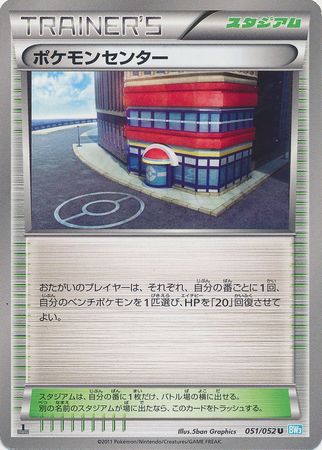 TRAINER'S
スタジアム
ポケモンセンター
おたがいのプレイヤーは、それぞれ、自分の番ごとに1回、
自分のベンチポケモンを1匹選び、HPを「20」回復させて
よい。
スタジアムは、自分の番に1枚だけ、バトル場の横に出せる。
別の名前のスタジアムが場に出たなら、このカードをトラッシュする。
1
Illus.5ban Graphics
051/052 U
BW3
©2011 Pokémon/Nintendo/Creatures/GAME FREAK.